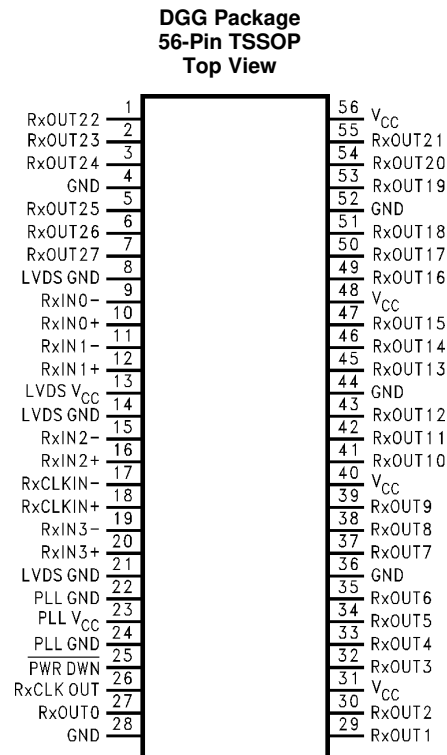 DGG Package
56-Pin TSSOP
Top View
RxOUT22 1
RxOUT23 2
RxOUT24 3
GND 4
RxOUT25 5
RxOUT26 6
RxOUT27 7
LVDS GND 8
RxIN0- 9
RxIN0+ 10
RxIN1- 11
RxIN1+ 12
LVDS VCC 13
LVDS GND 14
RxIN2- 15
RxIN2+ 16
RxCLKIN- 17
RxCLKIN+ 18
RxIN3- 19
RxIN3+ 20
LVDS GND 21
PLL GND 22
PLL VCC 23
PLL GND 24
PWR DWN 25
RxCLK OUT 26
RxOUT0 27
GND 28
56 VCC
55 RxOUT21
54 RxOUT20
53 RxOUT19
52 GND
51 RxOUT18
50 RxOUT17
49 RxOUT16
48 VCC
47 RxOUT15
46 RxOUT14
45 RxOUT13
44 GND
43 RxOUT12
42 RxOUT11
41 RxOUT10
40 VCC
39 RxOUT9
38 RxOUT8
37 RxOUT7
36 GND
35 RxOUT6
34 RxOUT5
33 RxOUT4
32 RxOUT3
31 VCC
30 RxOUT2
29 RxOUT1